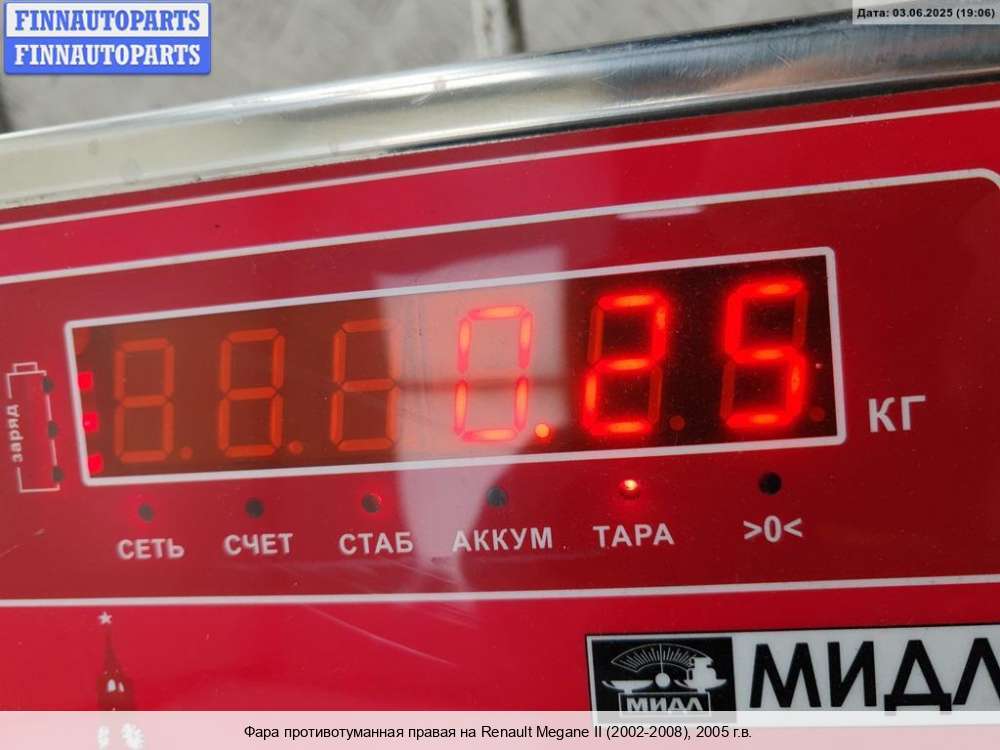 FINNAUTOPARTS
FINNAUTOPARTS
Дата: 03.06.2025 (19:06)
0.25
КГ
заряд
СЕТЬ СЧЕТ СТАБ АККУМ ТАРА >0<
МИДЛ
МИДЛ
Фара противотуманная правая на Renault Megane II (2002-2008), 2005 г.в.